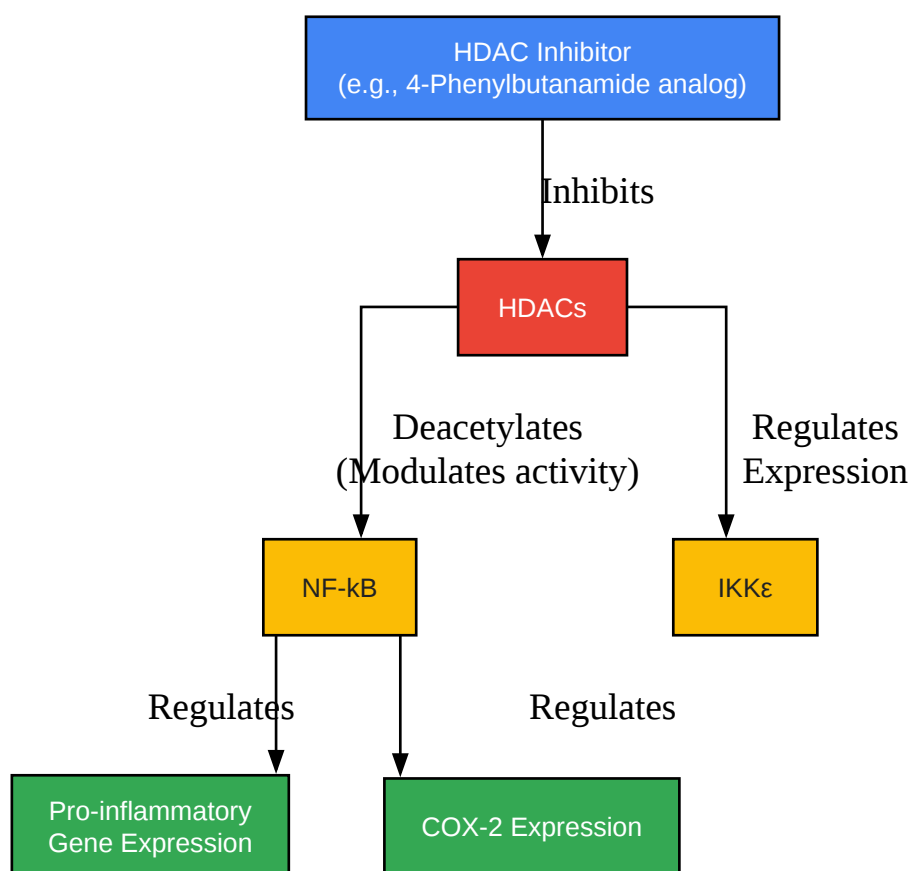 HDAC Inhibitor
(e.g., 4-Phenylbutanamide analog)
Inhibits
HDACs
Deacetylates
(Modulates activity)
Regulates
Expression
NF-kB
IKKε
Regulates
Regulates
Pro-inflammatory
Gene Expression
COX-2 Expression